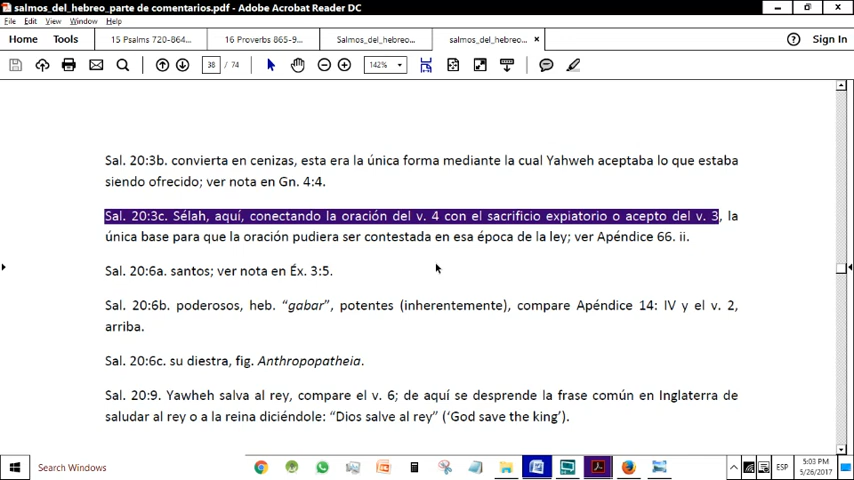 salmos_del_hebreo_parte de comentarios.pdf - Adobe Acrobat Reader DC
File Edit View Window Help
Home Tools 15 Psalms 720-864... 16 Proverbs 865-9... Salmos_del_hebreo... salmos_del_hebreo... × ? Sign In
38 / 74 142%
Sal. 20:3b. convierta en cenizas, esta era la única forma mediante la cual Yahweh aceptaba lo que estaba
siendo ofrecido; ver nota en Gn. 4:4.
Sal. 20:3c. Sélah, aquí, conectando la oración del v. 4 con el sacrificio expiatorio o acepto del v. 3, la
única base para que la oración pudiera ser contestada en esa época de la ley; ver Apéndice 66. ii.
Sal. 20:6a. santos; ver nota en Éx. 3:5.
Sal. 20:6b. poderosos, heb. “gabar”, potentes (inherentemente), compare Apéndice 14: IV y el v. 2,
arriba.
Sal. 20:6c. su diestra, fig. Anthropopatheia.
Sal. 20:9. Yawheh salva al rey, compare el v. 6; de aquí se desprende la frase común en Inglaterra de
saludar al rey o a la reina diciéndole: “Dios salve al rey” (‘God save the king’).
Search Windows ESP 5:03 PM
5/26/2017